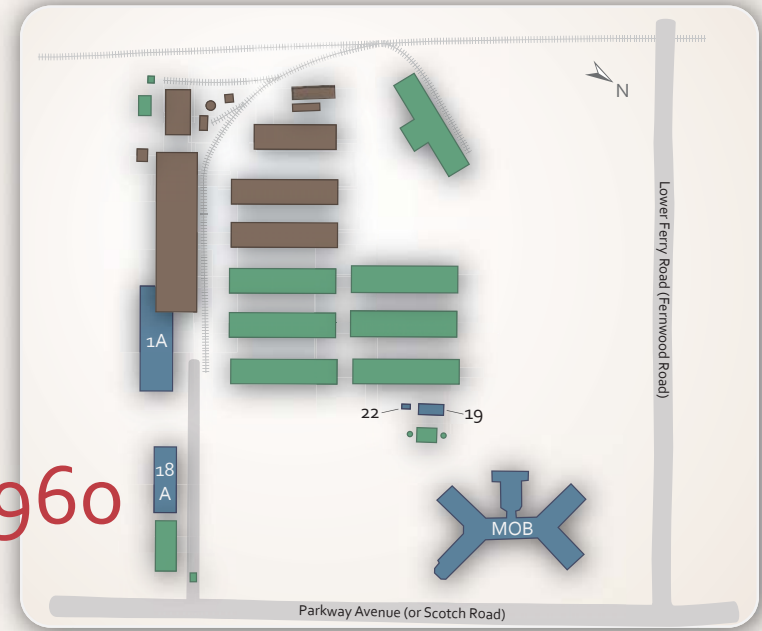 N
Lower Ferry Road (Fernwood Road)
1A
22
19
18
A
960
MOB
Parkway Avenue (or Scotch Road)